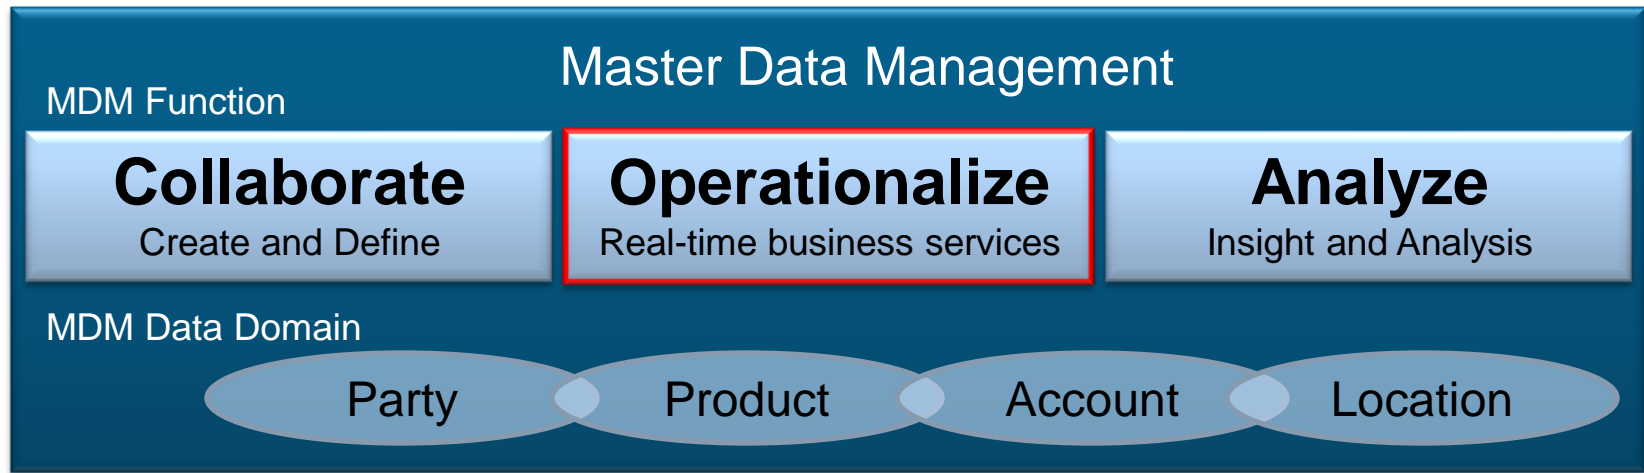 Master Data Management
MDM Function
Collaborate
Create and Define
Operationalize
Real-time business services
Analyze
Insight and Analysis
MDM Data Domain
Party
Product
Account
Location